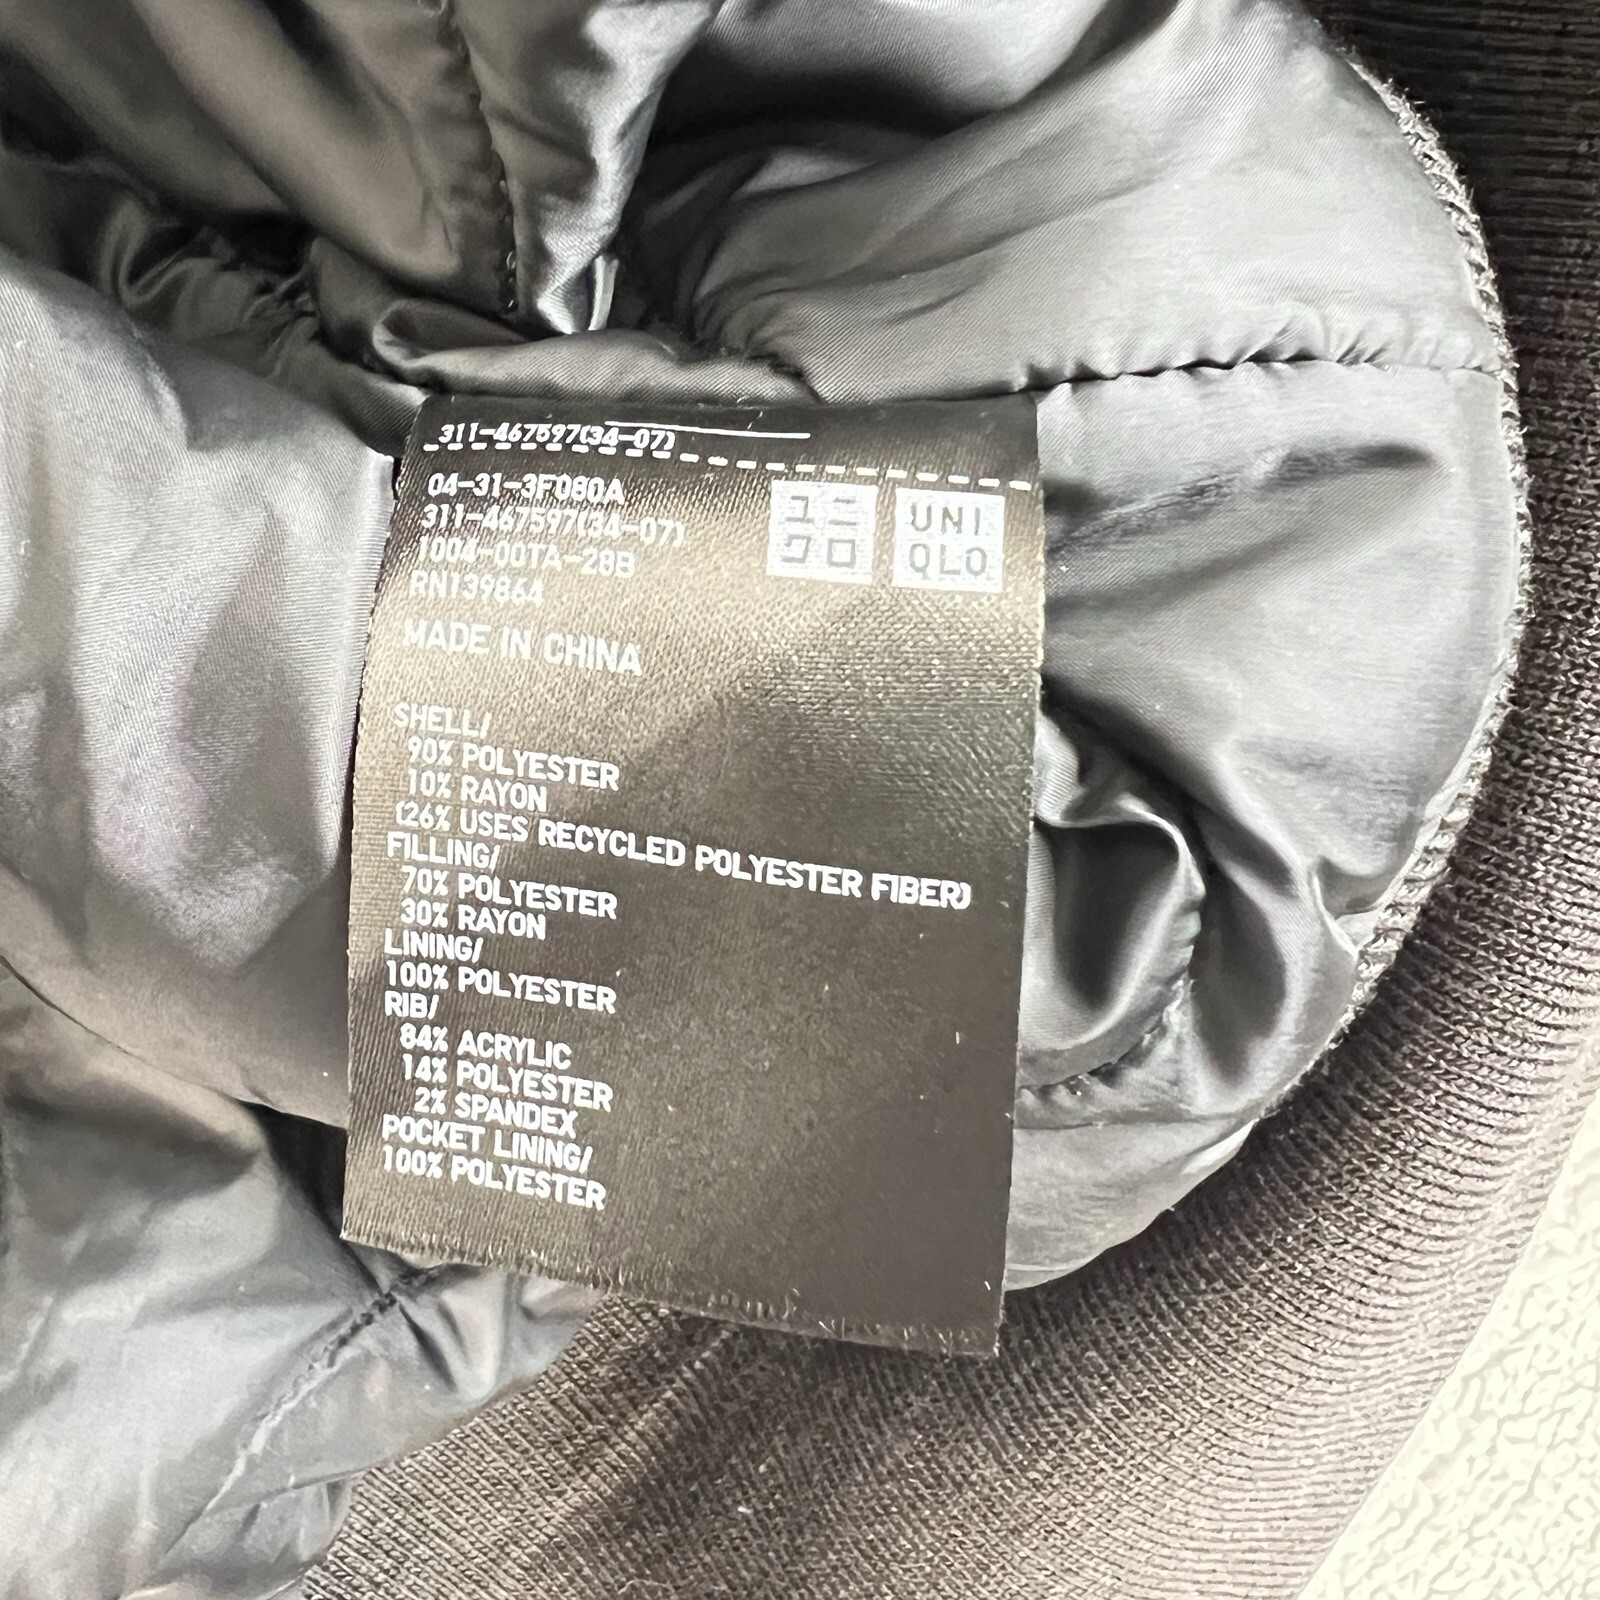 311-467597(34-07)
04-31-3F080A
311-467597(34-07)
1004-00TA-28B
RN139864
ユニ
クロ
UNI
QLO
MADE IN CHINA
SHELL/
90% POLYESTER
10% RAYON
(26% USES RECYCLED POLYESTER FIBER)
FILLING/
70% POLYESTER
30% RAYON
LINING/
100% POLYESTER
RIB/
84% ACRYLIC
14% POLYESTER
2% SPANDEX
POCKET LINING/
100% POLYESTER